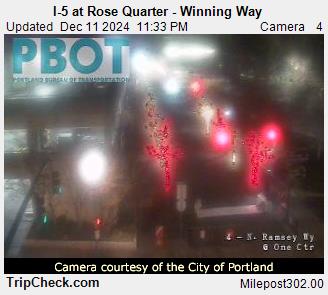 I-5 at Rose Quarter - Winning Way
Updated Dec 11 2024 11:33 PM Camera 4
PBOT
PORTLAND BUREAU OF TRANSPORTATION
4 - N. Ramsey Wy
@ One Ctr
Camera courtesy of the City of Portland
TripCheck.com Milepost302.00